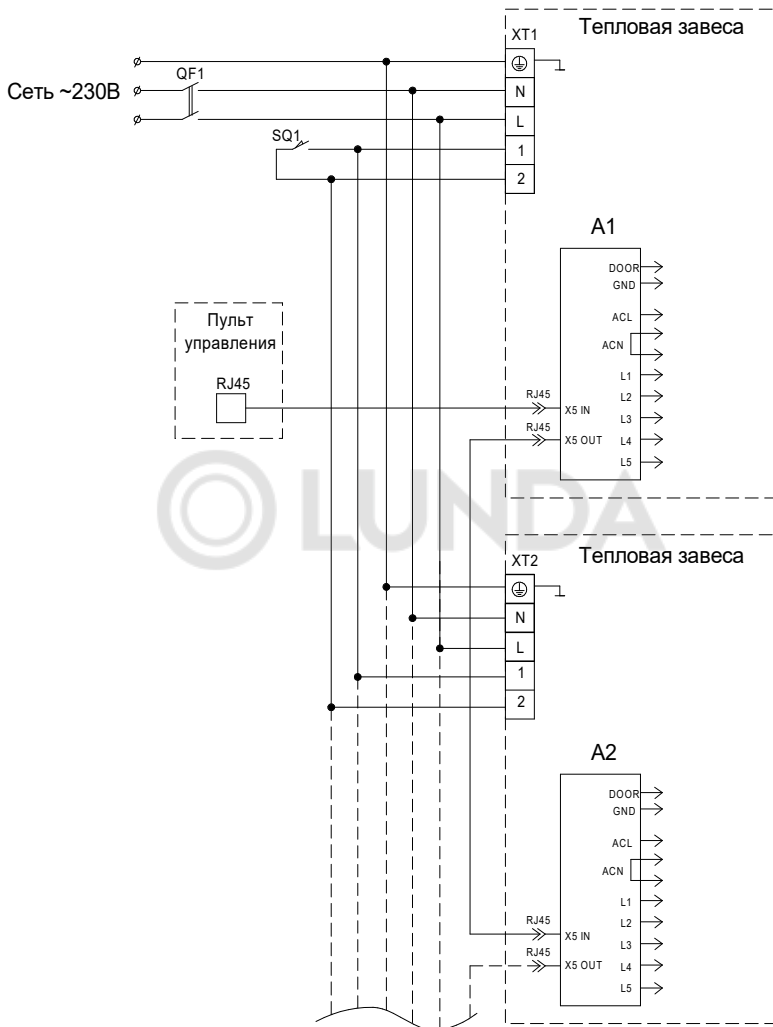 Тепловая завеса
XT1
QF1
Сеть ~230В
N
L
SQ1
1
2
A1
DOOR
GND
ACL
ACN
L1
L2
L3
L4
L5
Пульт
управления
RJ45
RJ45
X5 IN
RJ45
X5 OUT
LUNDA
Тепловая завеса
XT2
N
L
1
2
A2
DOOR
GND
ACL
ACN
L1
L2
L3
L4
L5
RJ45
X5 IN
RJ45
X5 OUT